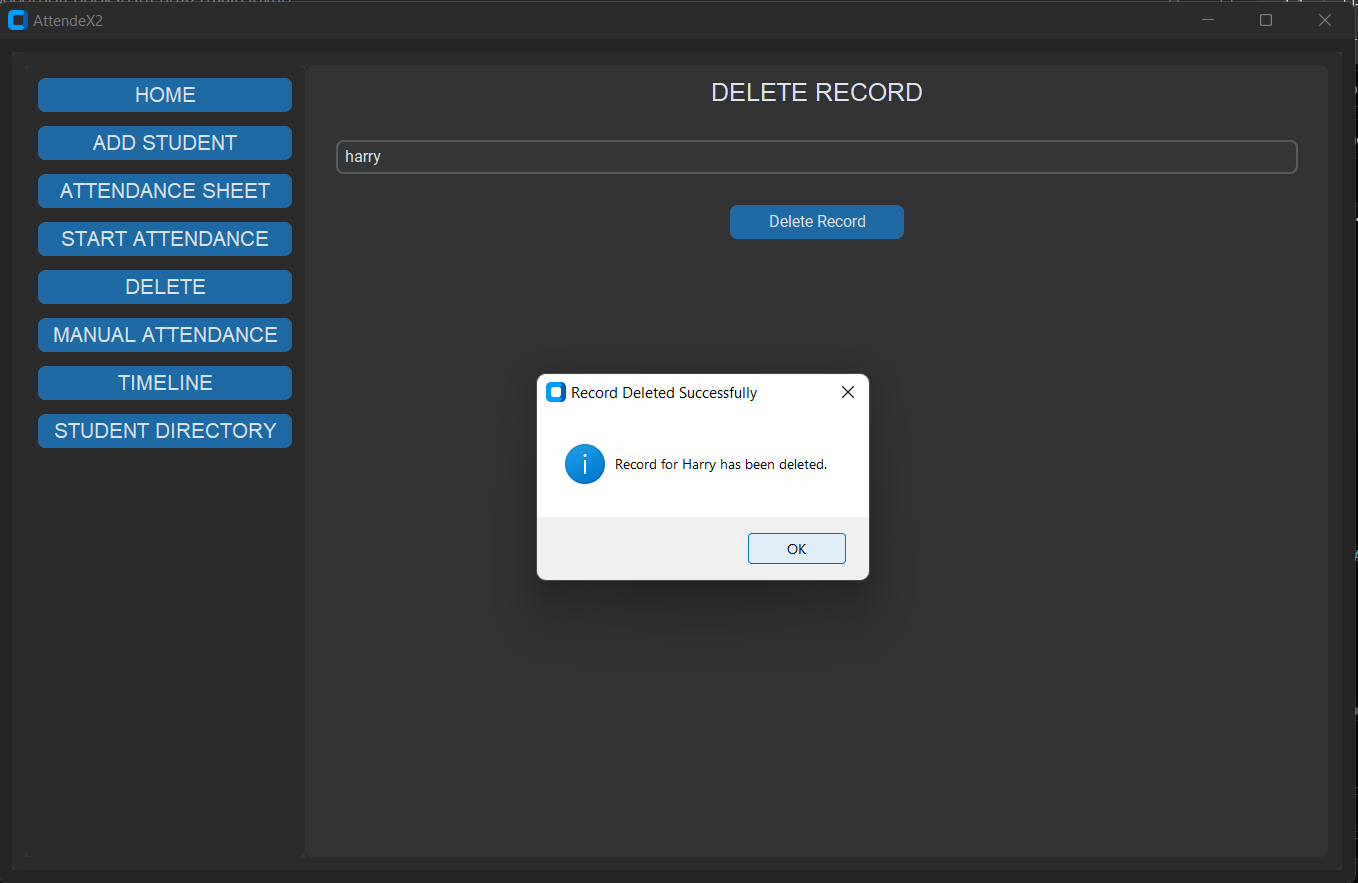 AttendeX2
HOME
ADD STUDENT
ATTENDANCE SHEET
START ATTENDANCE
DELETE
MANUAL ATTENDANCE
TIMELINE
STUDENT DIRECTORY
DELETE RECORD
harry
Delete Record
Record Deleted Successfully
Record for Harry has been deleted.
OK